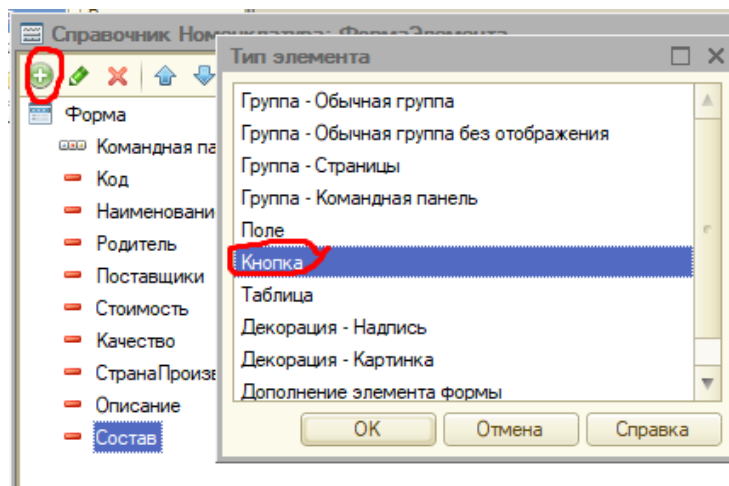 Справочник Номенклатура: ФормаЭлемента
Тип элемента
Форма
Командная па
Код
Наименовани
Родитель
Поставщики
Стоимость
Качество
СтранаПроизв
Описание
Состав
Группа - Обычная группа
Группа - Обычная группа без отображения
Группа - Страницы
Группа - Командная панель
Поле
Кнопка
Таблица
Декорация - Надпись
Декорация - Картинка
Дополнение элемента формы
ОК
Отмена
Справка